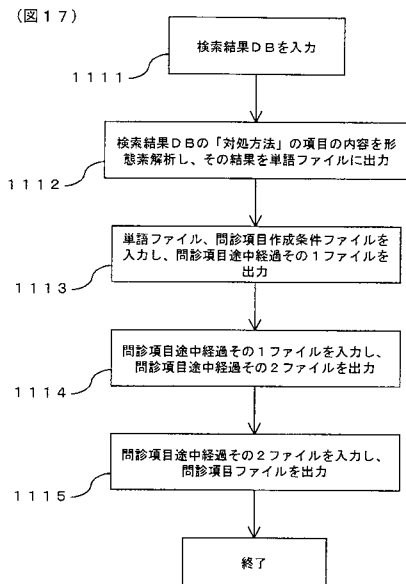 (図17)
検索結果DBを入力
1111
検索結果DBの「対処方法」の項目の内容を形
態素解析し、その結果を単語ファイルに出力
1112
単語ファイル、問診項目作成条件ファイルを
入力し、問診項目途中経過その1ファイルを
出力
1113
問診項目途中経過その1ファイルを入力し、
問診項目途中経過その2ファイルを出力
1114
問診項目途中経過その2ファイルを入力し、
問診項目ファイルを出力
1115
終了